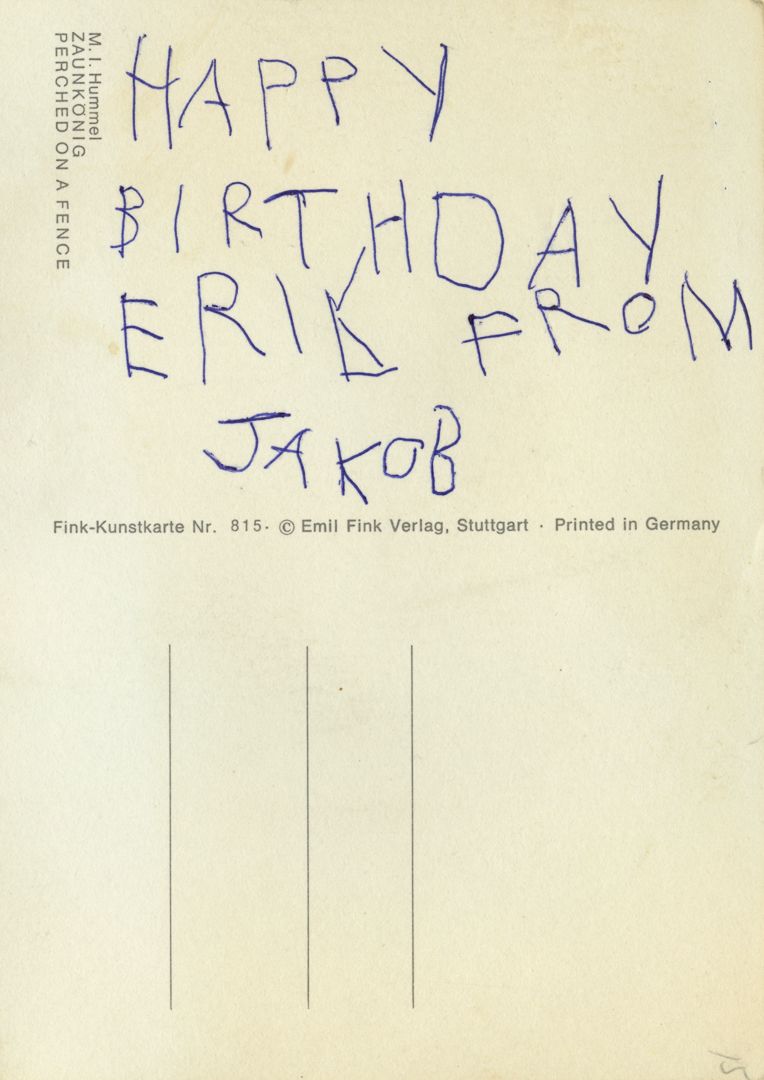 M. I. Hummel
ZAUNKÖNIG
PERCHED ON A FENCE
HAPPY
BIRTHDAY
ERIK FROM
JAKOB
Fink-Kunstkarte Nr. 815· © Emil Fink Verlag, Stuttgart · Printed in Germany